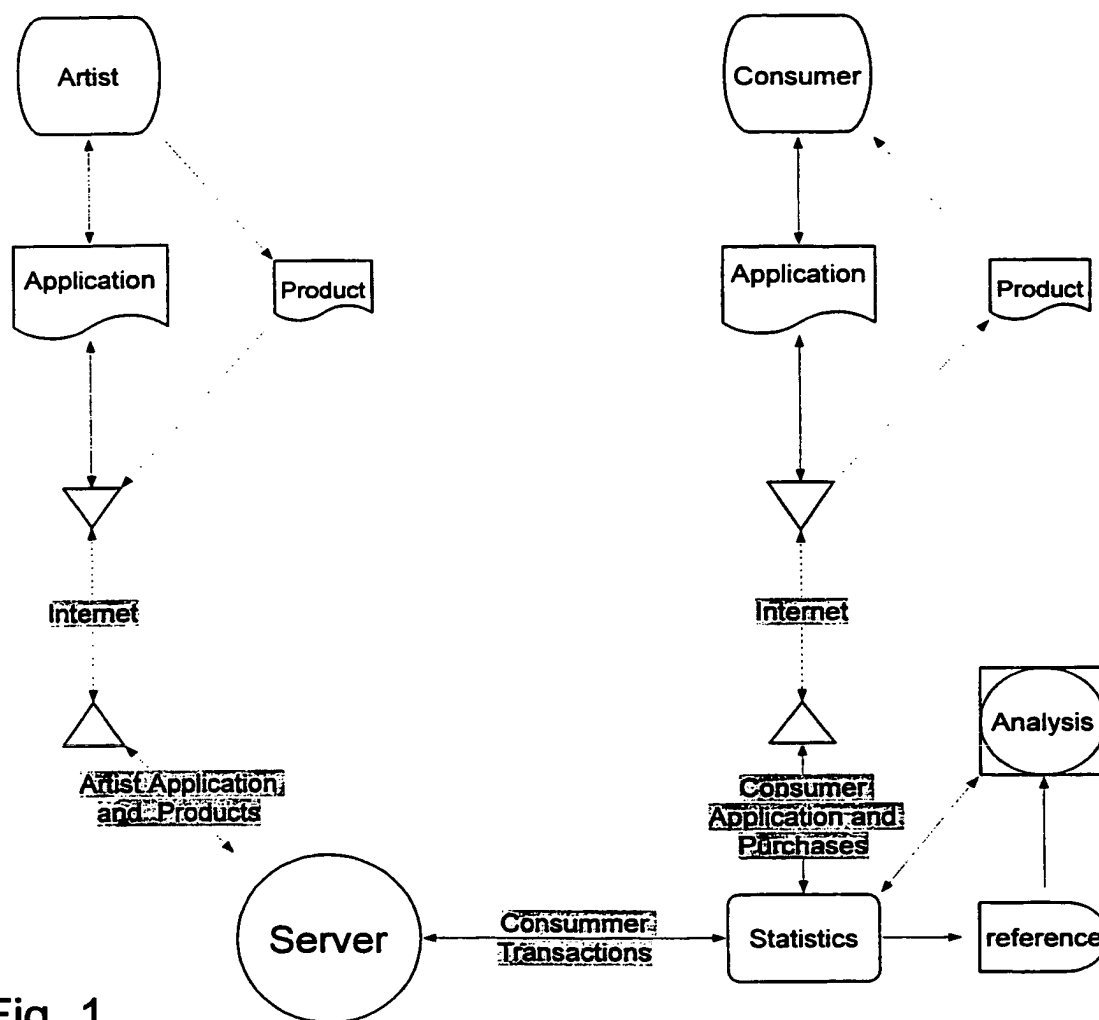 Artist
Consumer
Application
Product
Application
Product
Internet
Internet
Analysis
Artist Application
and Products
Consumer
Application and
Purchases
Server
Consummer
Transactions
Statistics
reference
Fig. 1